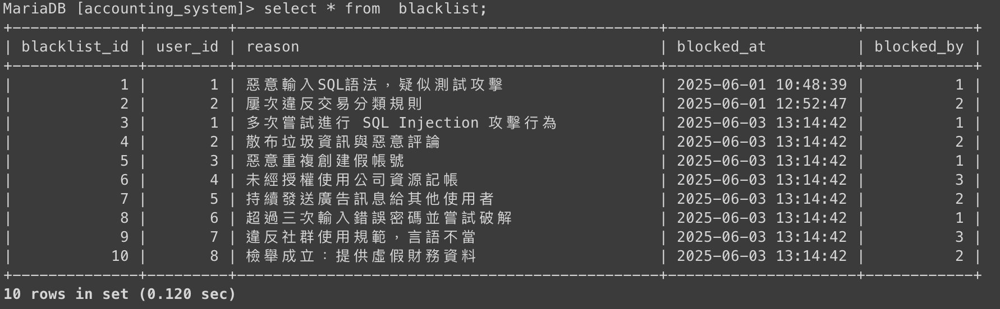 MariaDB [accounting_system]> select * from  blacklist;
+--------------+---------+-----------------------------------------------+---------------------+------------+
| blacklist_id | user_id | reason                                        | blocked_at          | blocked_by |
+--------------+---------+-----------------------------------------------+---------------------+------------+
|            1 |       1 | 惡意輸入SQL語法，疑似測試攻擊 | 2025-06-01 10:48:39 |          1 |
|            2 |       2 | 屢次違反交易分類規則 | 2025-06-01 12:52:47 |          2 |
|            3 |       1 | 多次嘗試進行 SQL Injection 攻擊行為 | 2025-06-03 13:14:42 |          1 |
|            4 |       2 | 散布垃圾資訊與惡意評論 | 2025-06-03 13:14:42 |          2 |
|            5 |       3 | 惡意重複創建假帳號 | 2025-06-03 13:14:42 |          1 |
|            6 |       4 | 未經授權使用公司資源記帳 | 2025-06-03 13:14:42 |          3 |
|            7 |       5 | 持續發送廣告訊息給其他使用者 | 2025-06-03 13:14:42 |          2 |
|            8 |       6 | 超過三次輸入錯誤密碼並嘗試破解 | 2025-06-03 13:14:42 |          1 |
|            9 |       7 | 違反社群使用規範，言語不當 | 2025-06-03 13:14:42 |          3 |
|           10 |       8 | 檢舉成立：提供虛假財務資料 | 2025-06-03 13:14:42 |          2 |
+--------------+---------+-----------------------------------------------+---------------------+------------+
10 rows in set (0.120 sec)